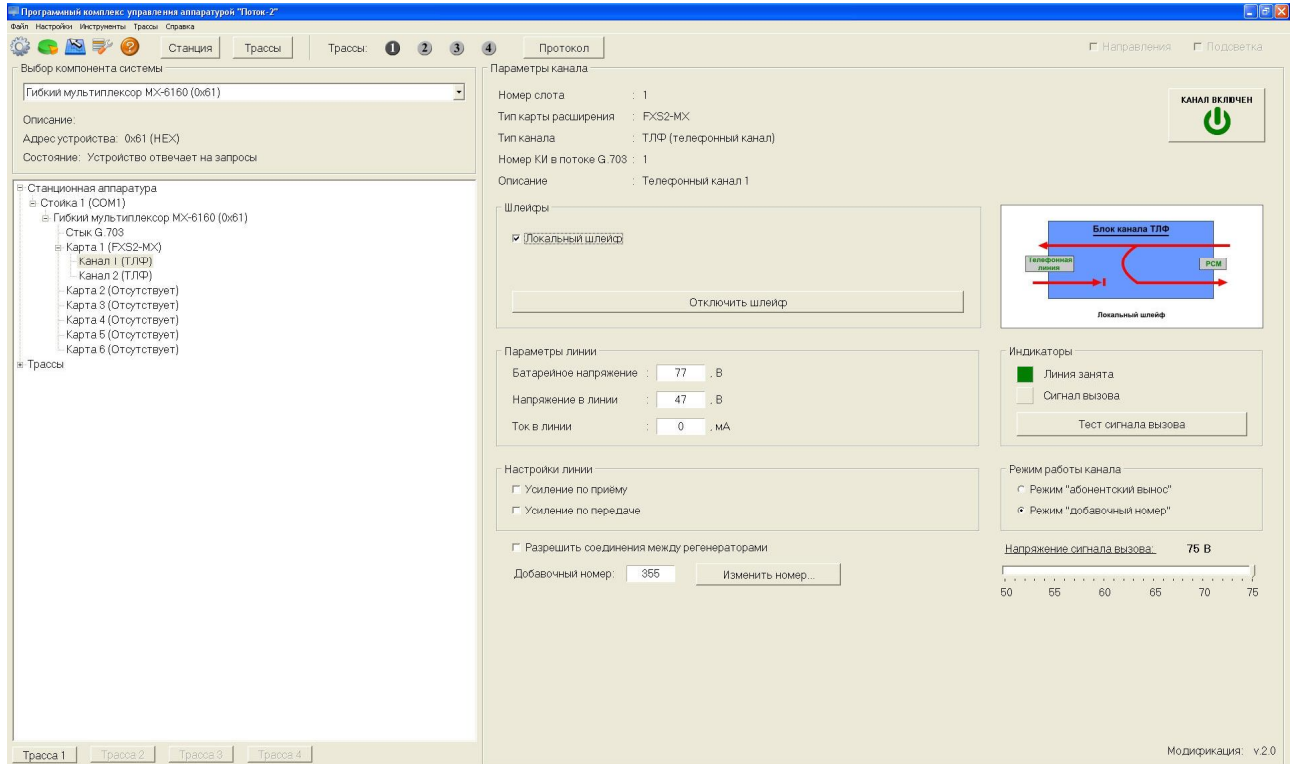 Программный комплекс управления аппаратурой "Поток-2"
Файл Настройки Инструменты Трассы Справка
Станция Трассы Трассы: 1 2 3 4 Протокол Направления Подсветка
Выбор компонента системы
Гибкий мультиплексор MX-6160 (0x61)
Описание:
Адрес устройства: 0x61 (HEX)
Состояние: Устройство отвечает на запросы
Станционная аппаратура
Стойка 1 (COM1)
Гибкий мультиплексор MX-6160 (0x61)
Стык G.703
Карта 1 (FXS2-MX)
Канал 1 (ТЛФ)
Канал 2 (ТЛФ)
Карта 2 (Отсутствует)
Карта 3 (Отсутствует)
Карта 4 (Отсутствует)
Карта 5 (Отсутствует)
Карта 6 (Отсутствует)
Трассы
Трасса 1 Трасса 2 Трасса 3 Трасса 4
Параметры канала
Номер слота : 1
Тип карты расширения : FXS2-MX
Тип канала : ТЛФ (телефонный канал)
Номер КИ в потоке G.703 : 1
Описание : Телефонный канал 1
КАНАЛ ВКЛЮЧЕН
Шлейфы
Локальный шлейф
Отключить шлейф
Блок канала ТЛФ
Телефонная
линия
PCM
Локальный шлейф
Параметры линии
Батарейное напряжение : 77 , В
Напряжение в линии : 47 , В
Ток в линии : 0 , мА
Индикаторы
Линия занята
Сигнал вызова
Тест сигнала вызова
Настройки линии
Усиление по приёму
Усиление по передаче
Режим работы канала
Режим "абонентский вынос"
Режим "добавочный номер"
Разрешить соединения между регенераторами
Добавочный номер: 355 Изменить номер...
Напряжение сигнала вызова: 75 В
50 55 60 65 70 75
Модификация: v.2.0